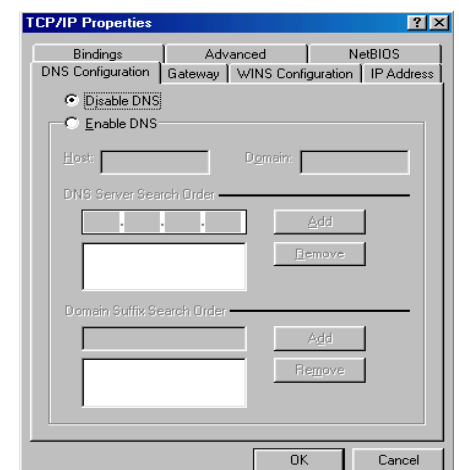 TCP/IP Properties
Bindings Advanced NetBIOS
DNS Configuration Gateway WINS Configuration IP Address
Disable DNS
Enable DNS
Host: Domain:
DNS Server Search Order
Add
Remove
Domain Suffix Search Order
Add
Remove
OK Cancel